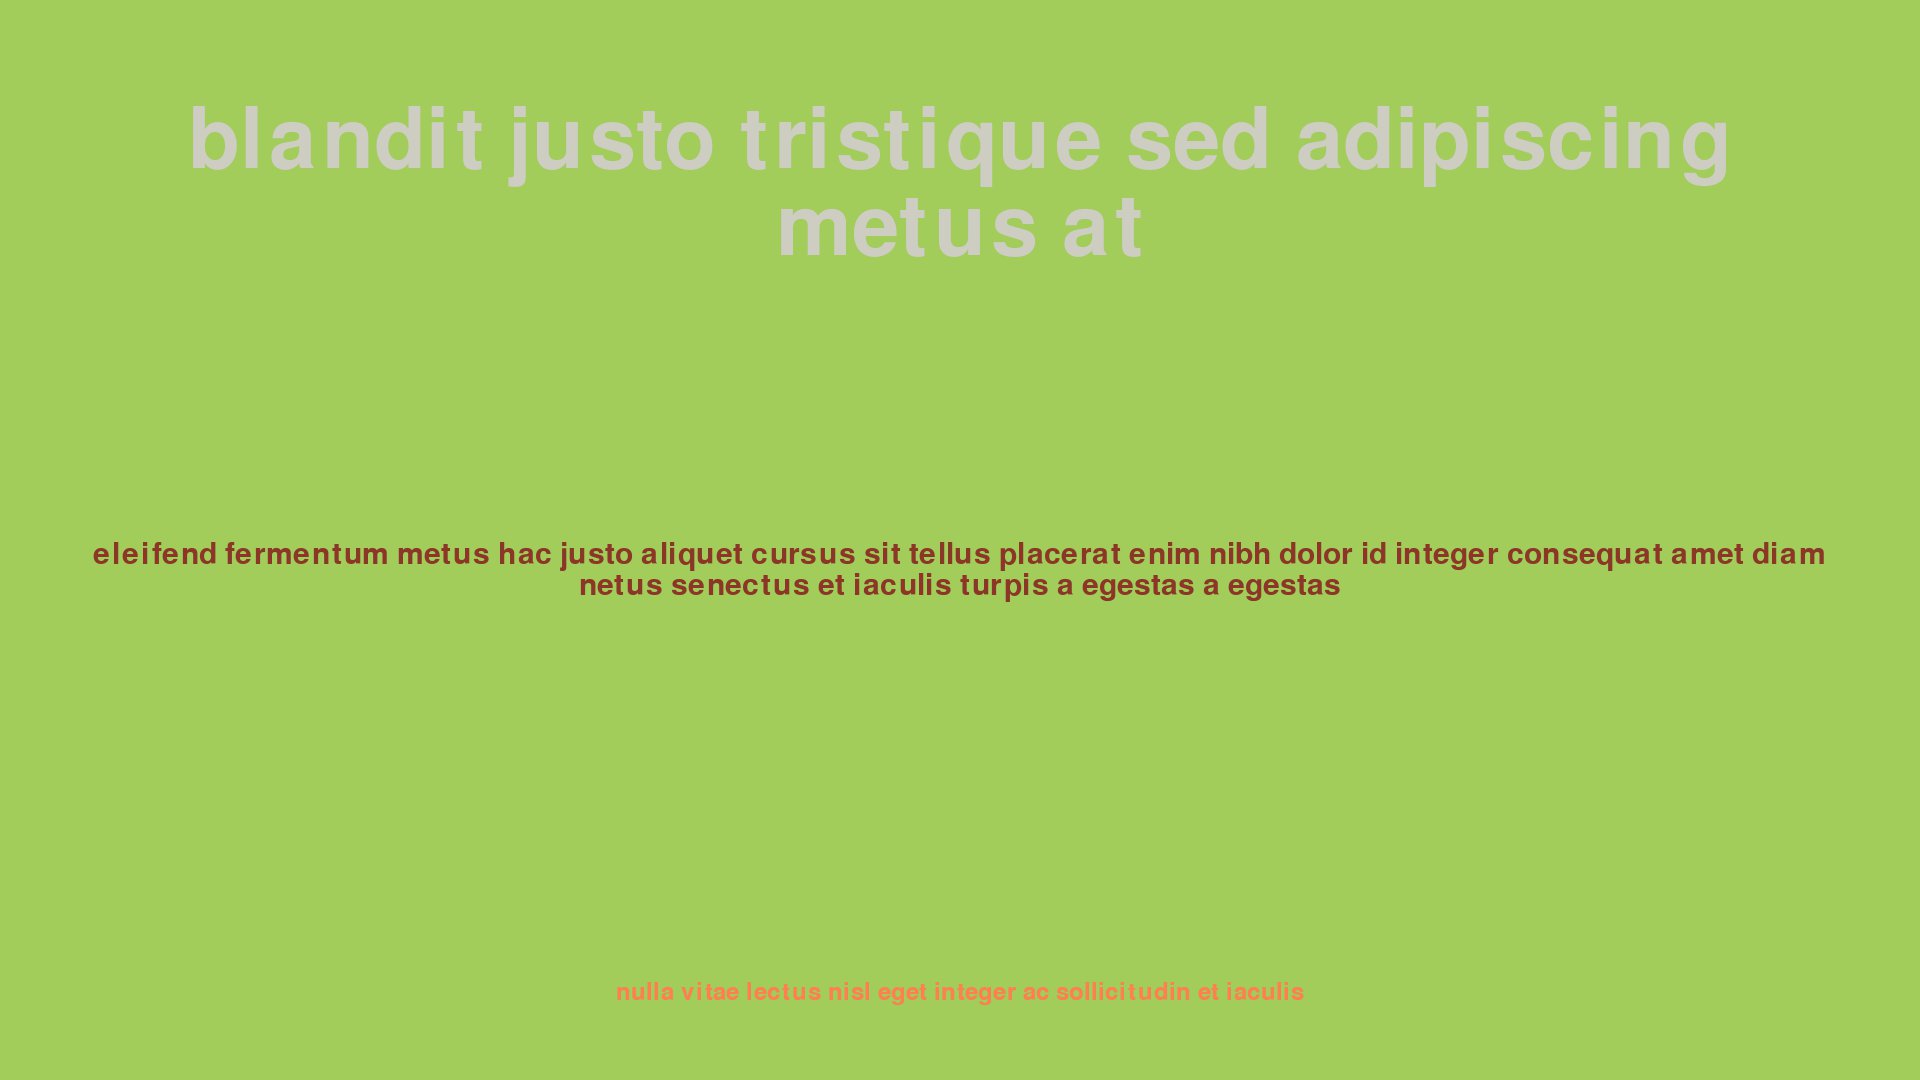 blandit justo tristique sed adipiscing
metus at
eleifend fermentum metus hac justo aliquet cursus sit tellus placerat enim nibh dolor id integer consequat amet diam
netus senectus et iaculis turpis a egestas a egestas
nulla vitae lectus nisl eget integer ac sollicitudin et iaculis